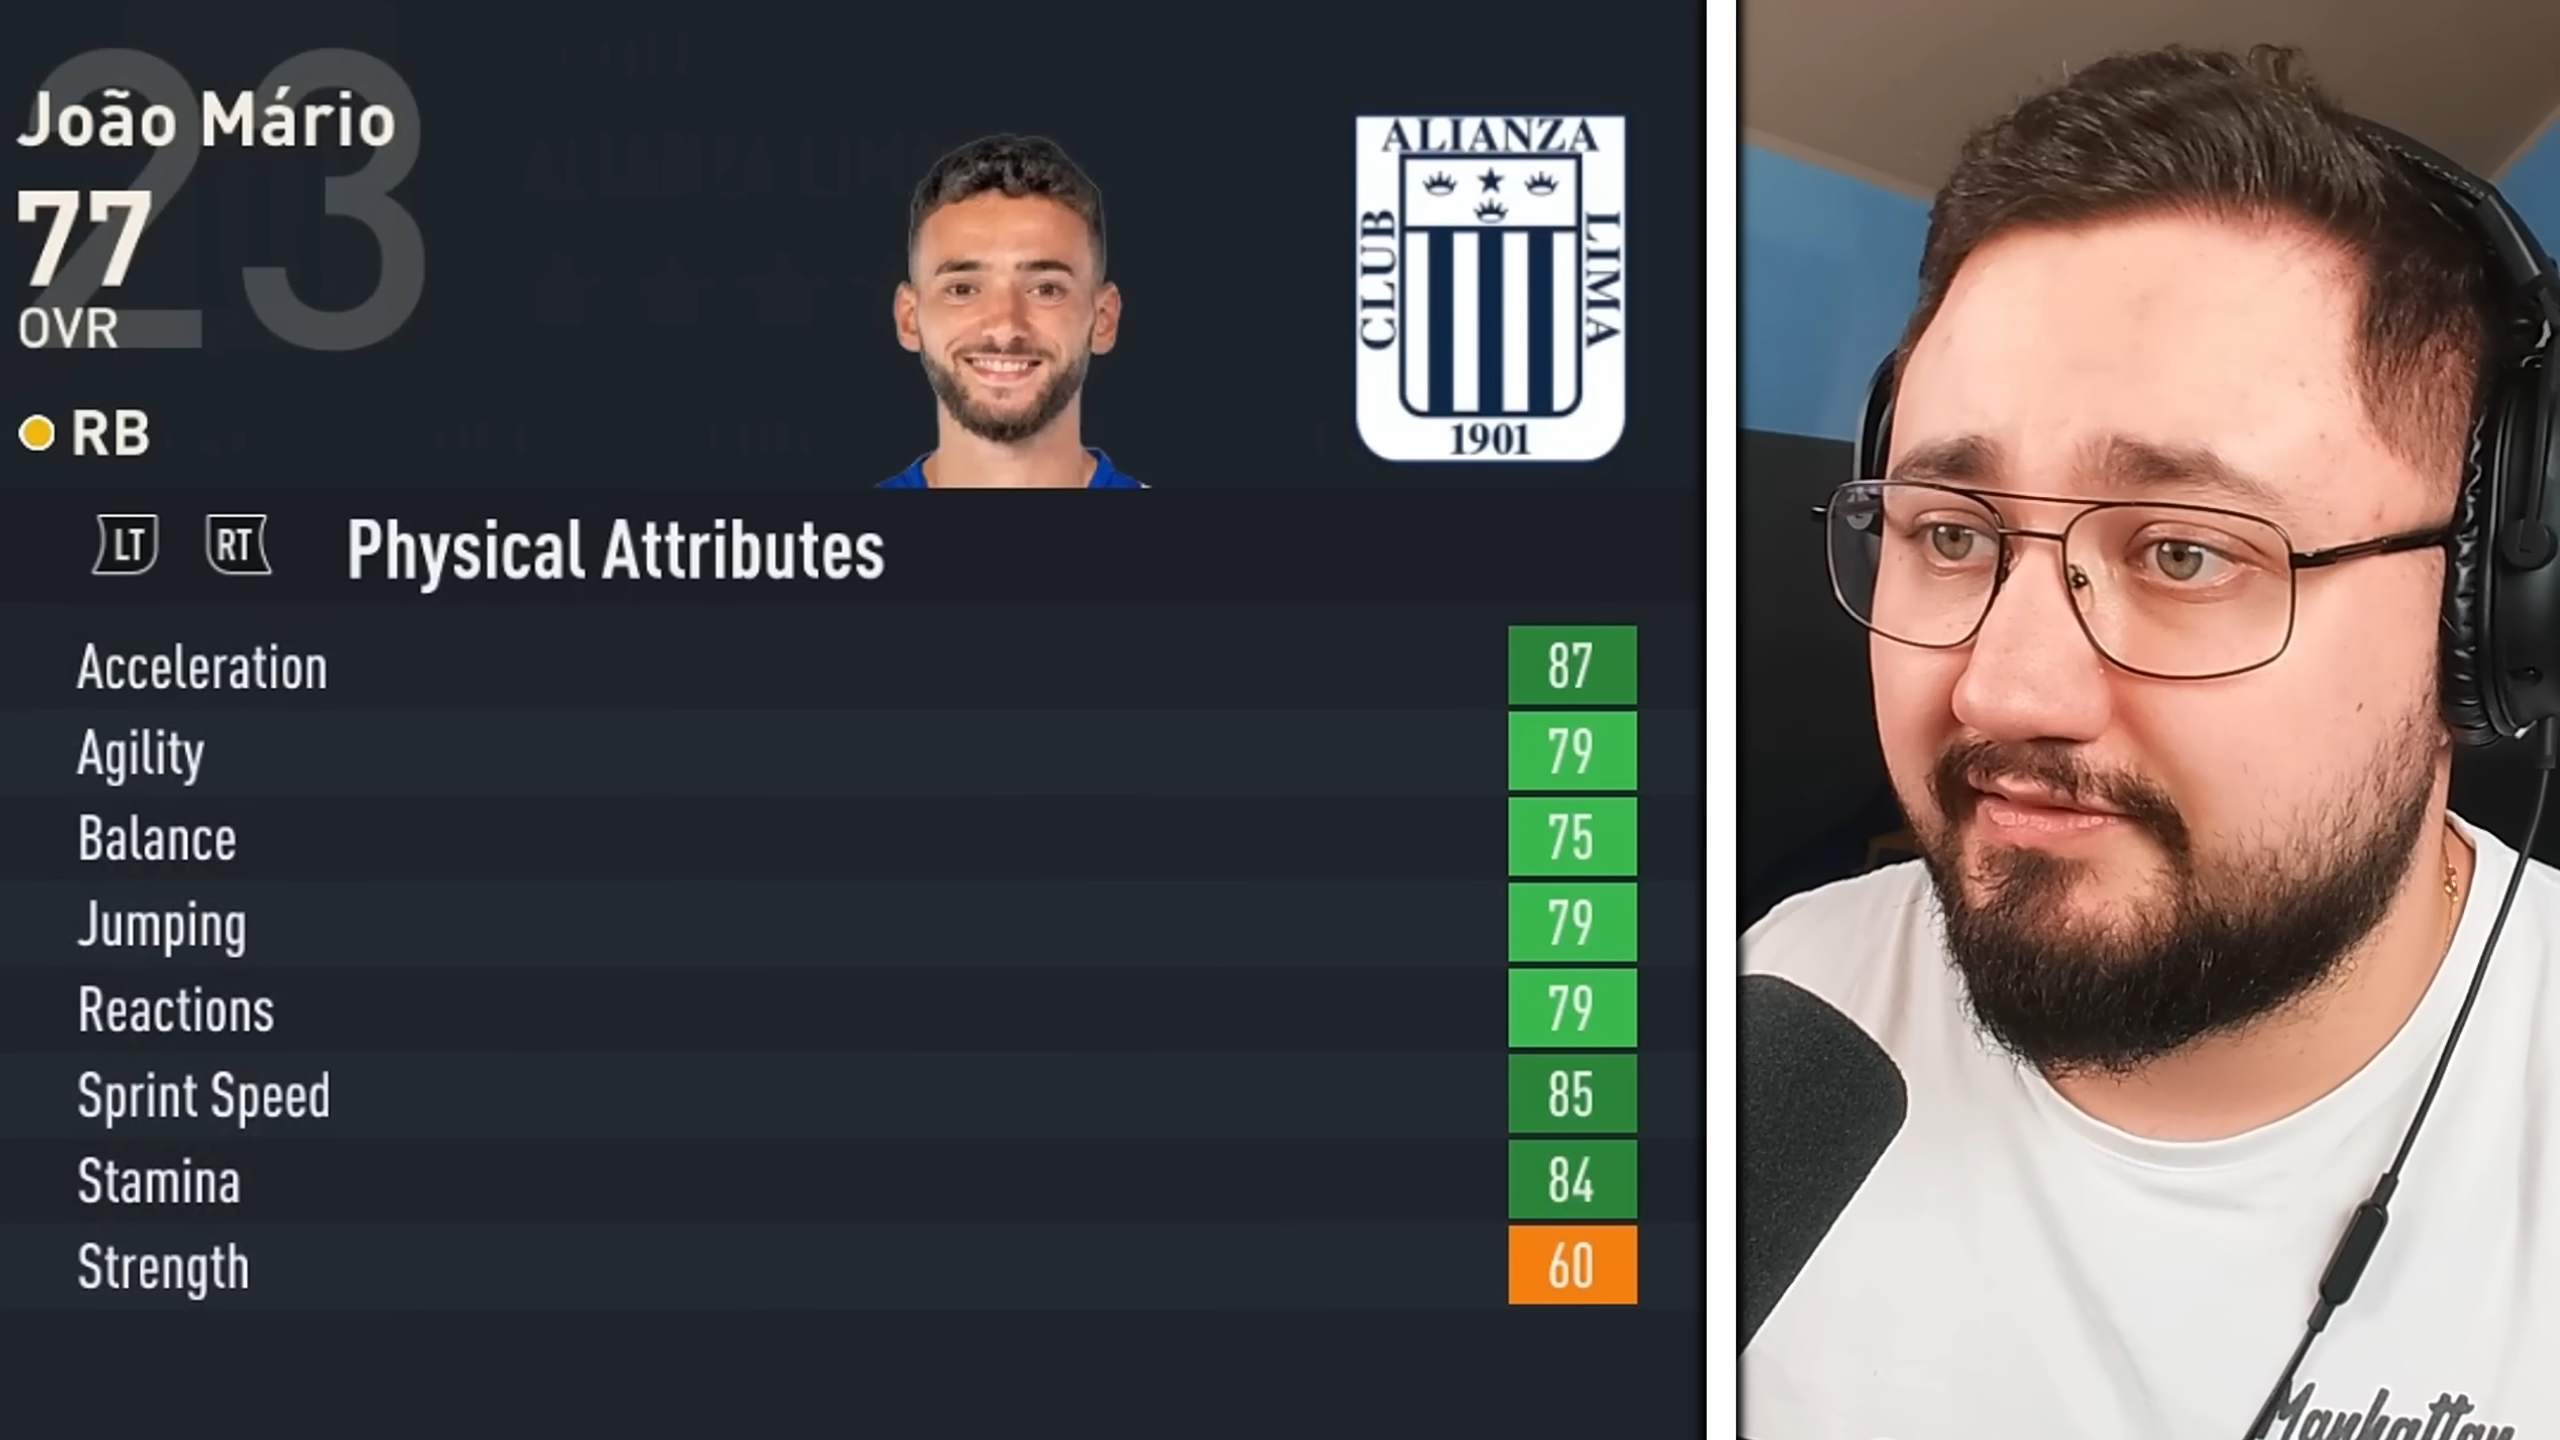 23
João Mário
77
OVR
RB
ALIANZA
CLUB
LIMA
1901
LT RT Physical Attributes
Acceleration 87
Agility 79
Balance 75
Jumping 79
Reactions 79
Sprint Speed 85
Stamina 84
Strength 60
Manhattan